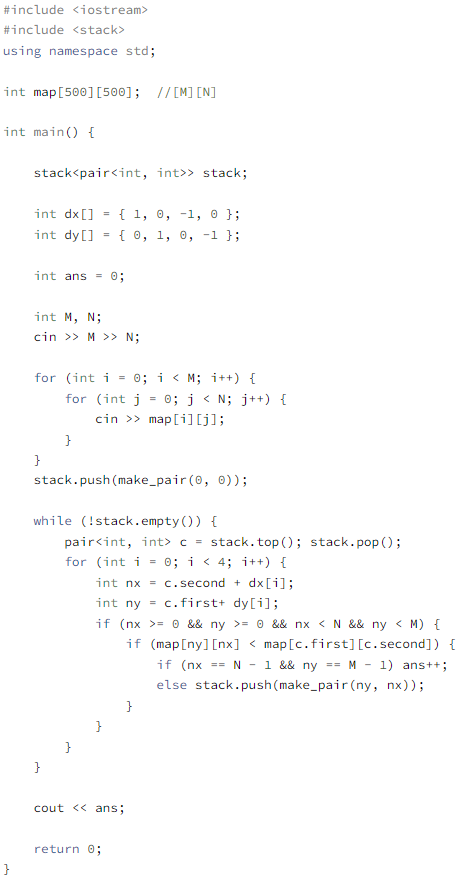 #include <iostream>
#include <stack>
using namespace std;

int map[500][500];  //[M][N]

int main() {

    stack<pair<int, int>> stack;

    int dx[] = { 1, 0, -1, 0 };
    int dy[] = { 0, 1, 0, -1 };

    int ans = 0;

    int M, N;
    cin >> M >> N;

    for (int i = 0; i < M; i++) {
        for (int j = 0; j < N; j++) {
            cin >> map[i][j];
        }
    }
    stack.push(make_pair(0, 0));

    while (!stack.empty()) {
        pair<int, int> c = stack.top(); stack.pop();
        for (int i = 0; i < 4; i++) {
            int nx = c.second + dx[i];
            int ny = c.first+ dy[i];
            if (nx >= 0 && ny >= 0 && nx < N && ny < M) {
                if (map[ny][nx] < map[c.first][c.second]) {
                    if (nx == N - 1 && ny == M - 1) ans++;
                    else stack.push(make_pair(ny, nx));
                }
            }
        }
    }

    cout << ans;

    return 0;
}